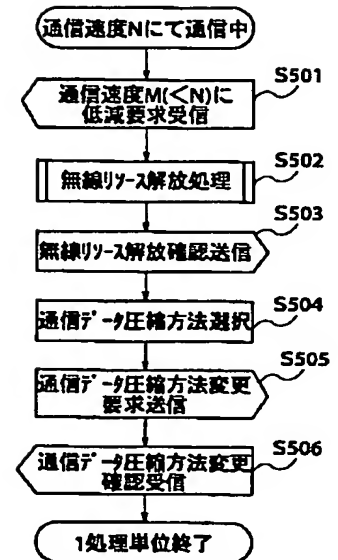 通信速度Nにて通信中
S501
通信速度M(<N)に
低減要求受信
S502
無線ﾘｿｰｽ解放処理
S503
無線ﾘｿｰｽ解放確認送信
S504
通信ﾃﾞｰﾀ圧縮方法選択
S505
通信ﾃﾞｰﾀ圧縮方法変更
要求送信
S506
通信ﾃﾞｰﾀ圧縮方法変更
確認受信
1処理単位終了